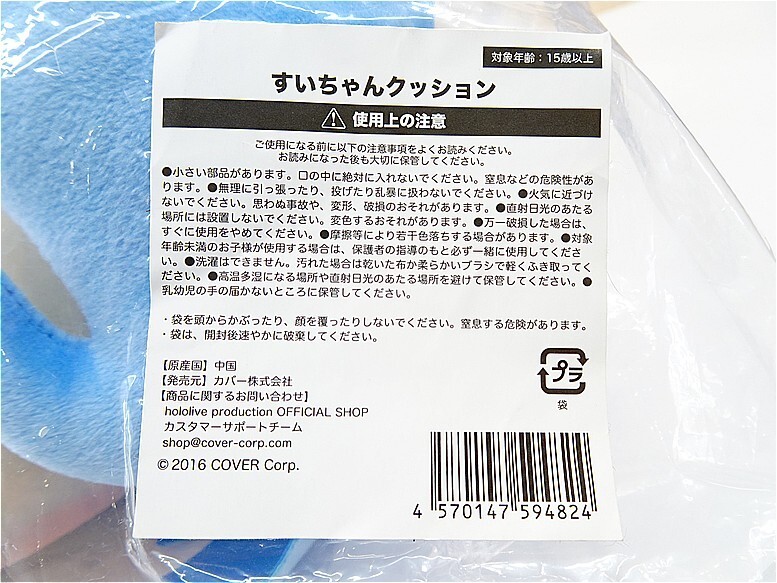 対象年齢：15歳以上
すいちゃんクッション
使用上の注意
ご使用になる前に以下の注意事項をよくお読みください。
お読みになった後も大切に保管してください。
●小さい部品があります。口の中に絶対に入れないでください。窒息などの危険性があ
ります。●無理に引っ張ったり、投げたり乱暴に扱わないでください。●火気に近づけ
ないでください。思わぬ事故や、変形、破損のおそれがあります。●直射日光のあたる
場所には設置しないでください。変色するおそれがあります。●万一破損した場合は、
すぐに使用をやめてください。●摩擦等により若干色落ちする場合があります。●対象
年齢未満のお子様が使用する場合は、保護者の指導のもと必ず一緒に使用してくださ
い。●洗濯はできません。汚れた場合は乾いた布か柔らかいブラシで軽くふき取ってく
ださい。●高温多湿になる場所や直射日光のあたる場所を避けて保管してください。●
乳幼児の手の届かないところに保管してください。
・袋を頭からかぶったり、顔を覆ったりしないでください。窒息する危険があります。
・袋は、開封後速やかに破棄してください。
【原産国】中国
【発売元】カバー株式会社
【商品に関するお問い合わせ】
hololive production OFFICIAL SHOP
カスタマーサポートチーム
shop@cover-corp.com
© 2016 COVER Corp.
プラ
袋
4 570147 594824